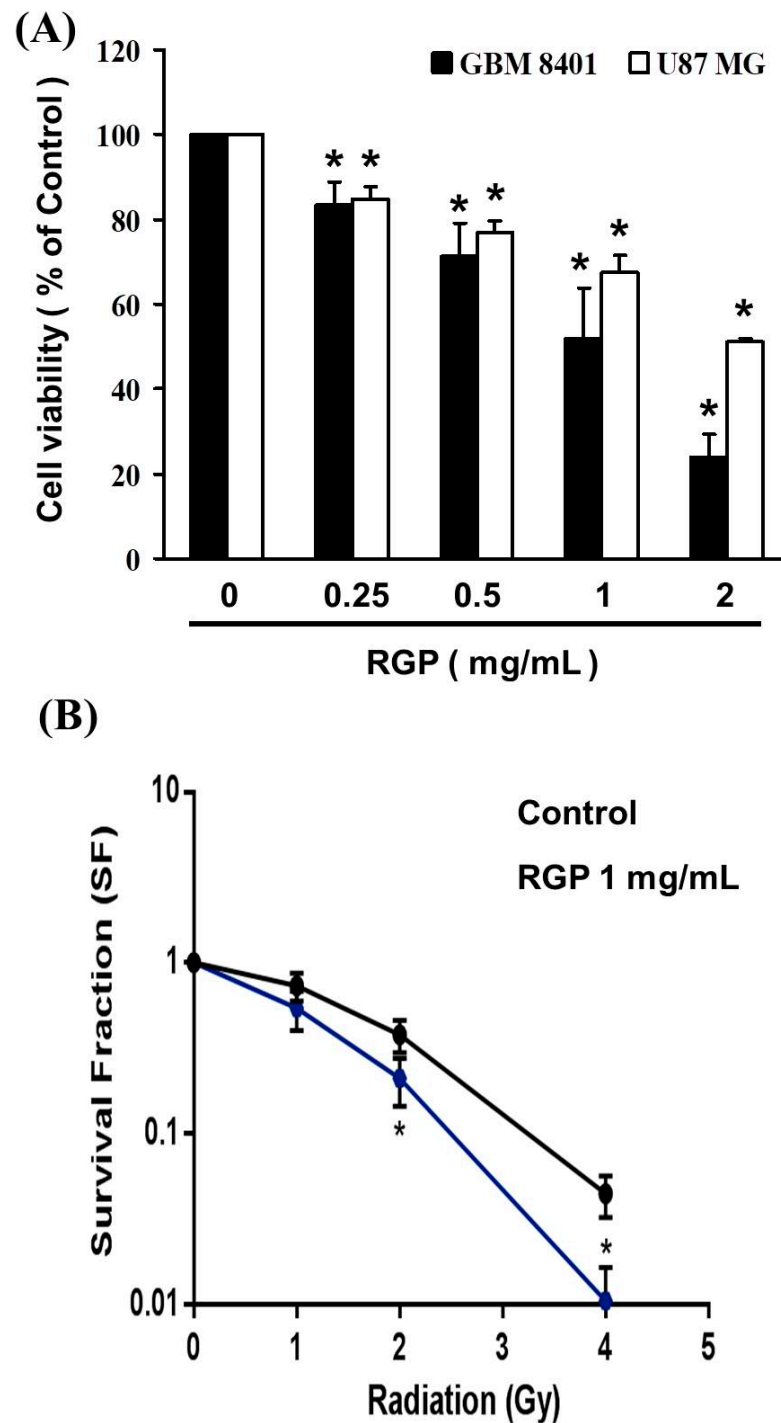 (A)
GBM 8401 U87 MG
Cell viability ( % of Control )
120
100
80
60
40
20
0
* *
* *
* *
* *
0 0.25 0.5 1 2
RGP ( mg/mL )
(B)
Survival Fraction (SF)
10
1
0.1
0.01
Control
RGP 1 mg/mL
*
*
0 1 2 3 4 5
Radiation (Gy)